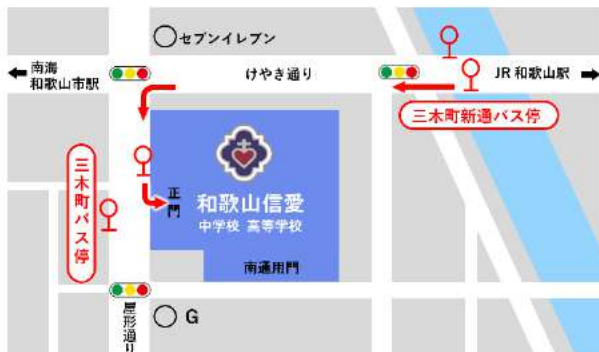 セブンイレブン
南海
和歌山市駅
けやき通り
JR 和歌山駅
三木町新通バス停
三木町バス停
正門
和歌山信愛
中学校 高等学校
南通用門
屋形通り
G